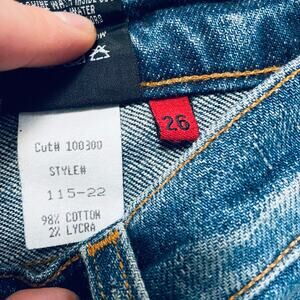 Cut# 100300
STYLE#
115-22
98% COTTON
2% LYCRA
26